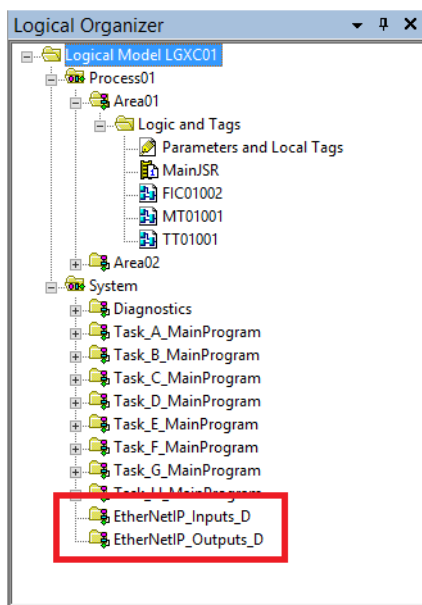 Logical Organizer
Logical Model LGXC01
Process01
Area01
Logic and Tags
Parameters and Local Tags
MainJSR
FIC01002
MT01001
TT01001
Area02
System
Diagnostics
Task_A_MainProgram
Task_B_MainProgram
Task_C_MainProgram
Task_D_MainProgram
Task_E_MainProgram
Task_F_MainProgram
Task_G_MainProgram
Task_H_MainProgram
EtherNetIP_Inputs_D
EtherNetIP_Outputs_D